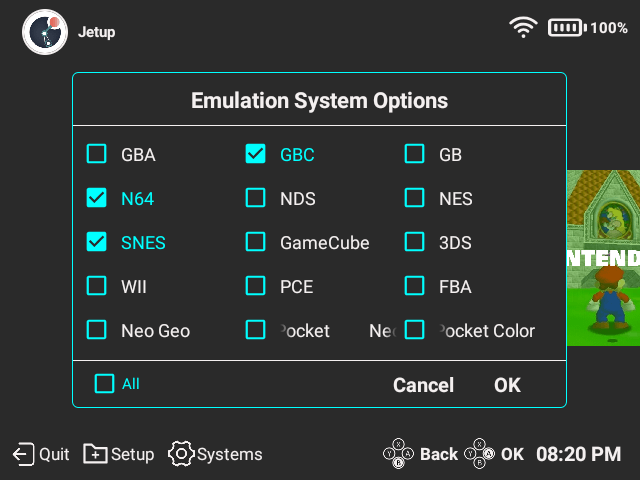 Jetup
100%
Emulation System Options
GBA GBC GB
N64 NDS NES
SNES GameCube 3DS
WII PCE FBA
Neo Geo Pocket Neo Pocket Color
All Cancel OK
NTEND
Quit Setup Systems Y X A B Back Y X A B OK 08:20 PM